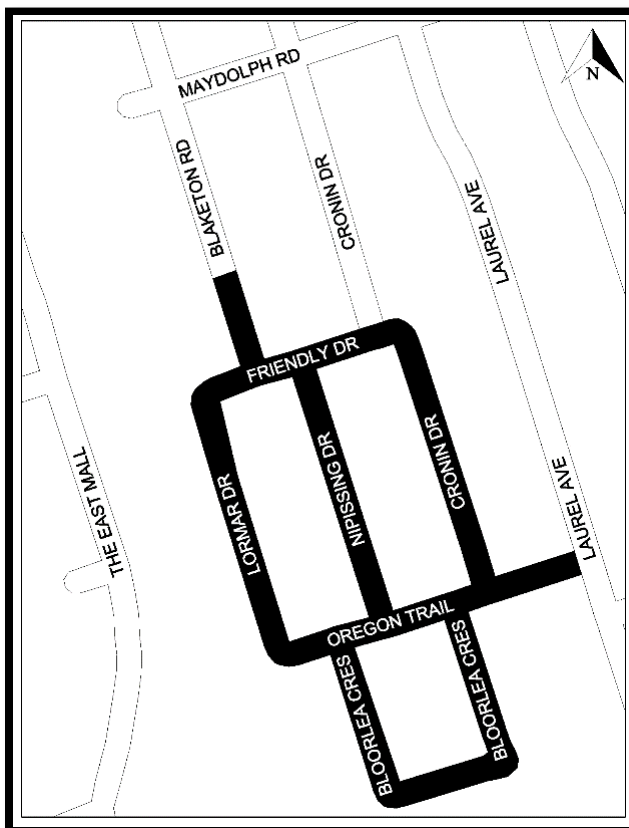 MAYDOLPH RD
N
BLAKETON RD
CRONIN DR
LAUREL AVE
FRIENDLY DR
THE EAST MALL
LORMAR DR
NIPISSING DR
CRONIN DR
LAUREL AVE
OREGON TRAIL
BLOORLEA CRES
BLOORLEA CRES